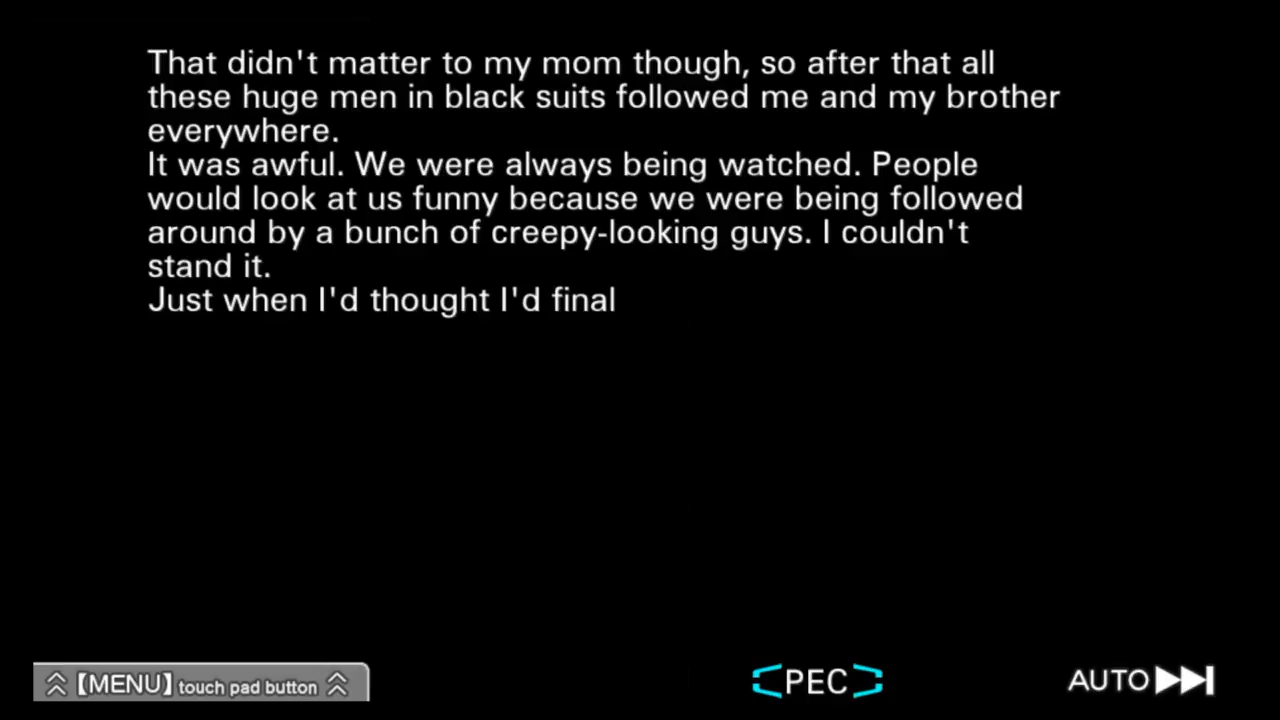 That didn't matter to my mom though, so after that all
these huge men in black suits followed me and my brother
everywhere.
It was awful. We were always being watched. People
would look at us funny because we were being followed
around by a bunch of creepy-looking guys. I couldn't
stand it.
Just when I'd thought I'd final
【MENU】touch pad button
PEC
AUTO